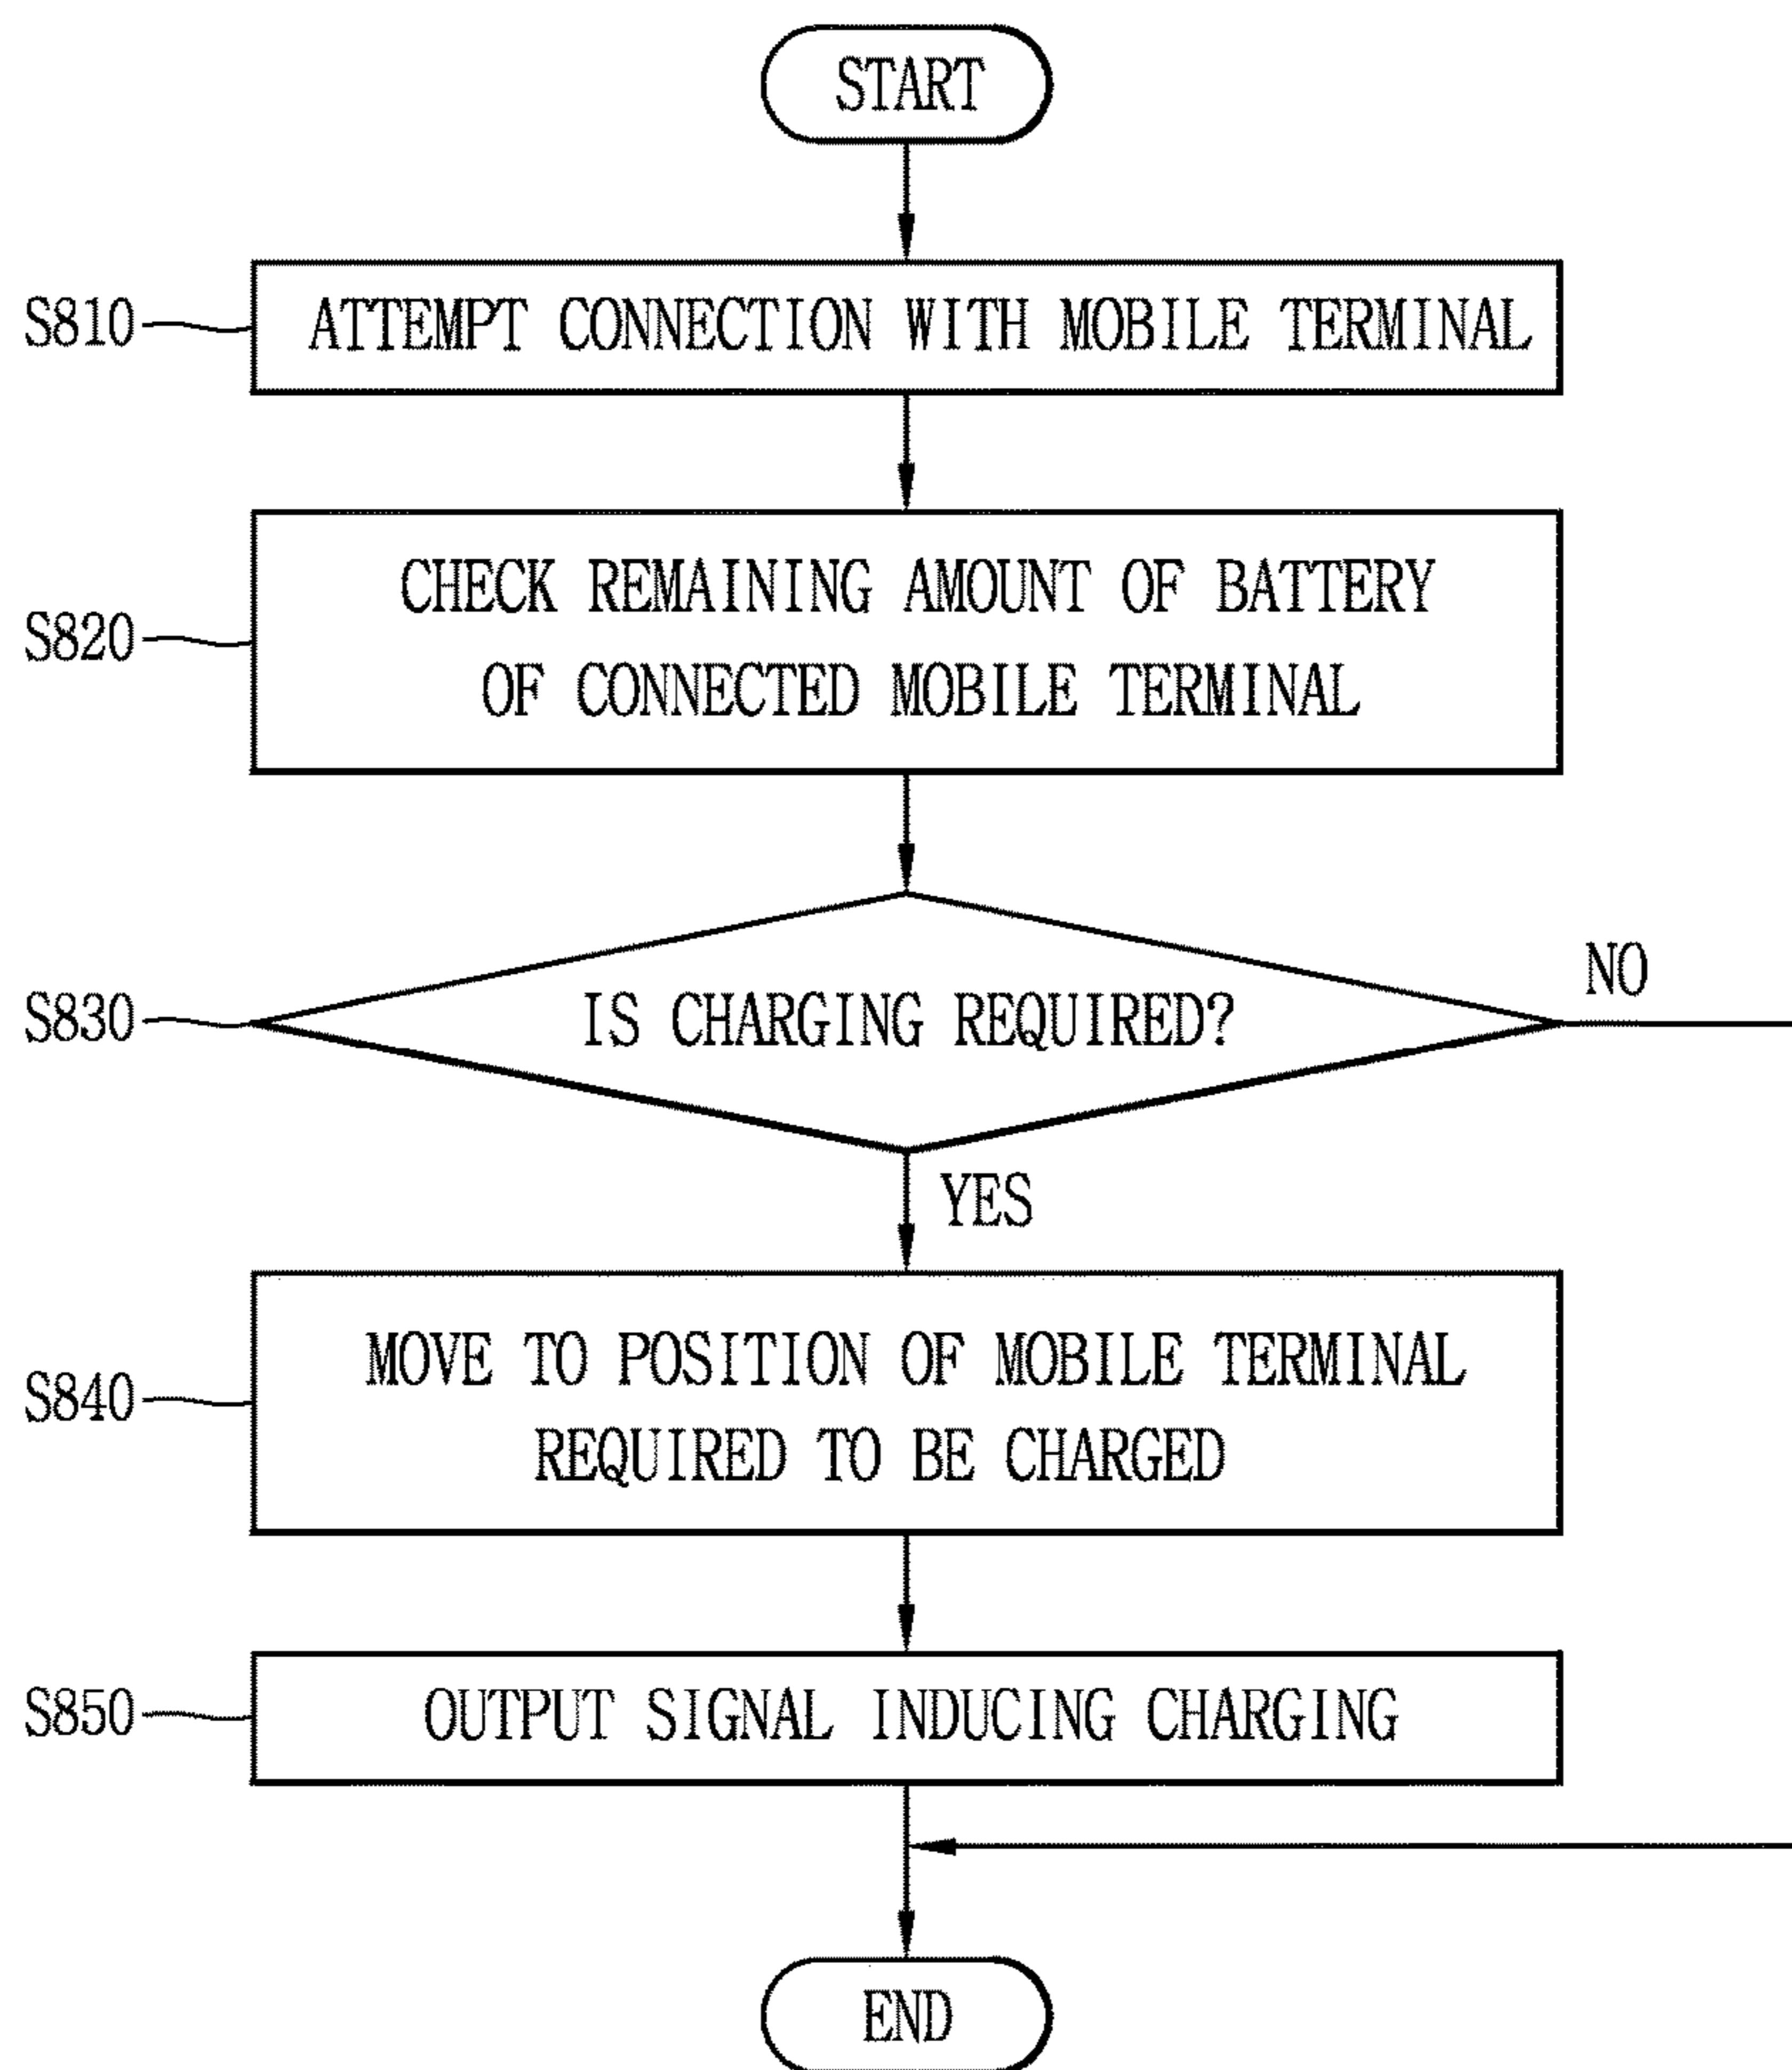 START
S810
ATTEMPT CONNECTION WITH MOBILE TERMINAL
S820
CHECK REMAINING AMOUNT OF BATTERY
OF CONNECTED MOBILE TERMINAL
S830
IS CHARGING REQUIRED?
NO
YES
S840
MOVE TO POSITION OF MOBILE TERMINAL
REQUIRED TO BE CHARGED
S850
OUTPUT SIGNAL INDUCING CHARGING
END